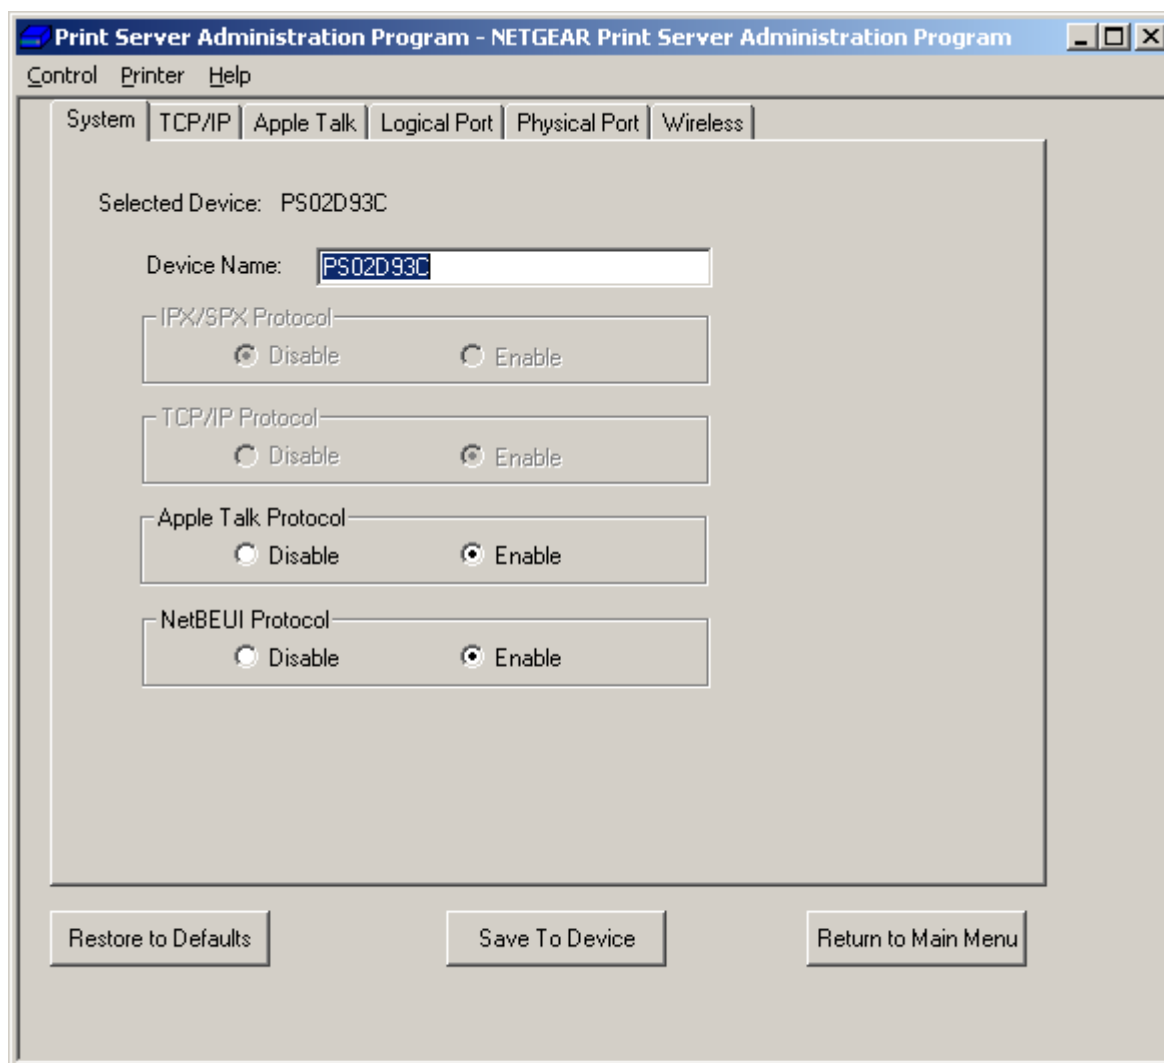 Print Server Administration Program - NETGEAR Print Server Administration Program
Control Printer Help
System TCP/IP Apple Talk Logical Port Physical Port Wireless
Selected Device: PS02D93C
Device Name: PS02D93C
IPX/SPX Protocol
Disable Enable
TCP/IP Protocol
Disable Enable
Apple Talk Protocol
Disable Enable
NetBEUI Protocol
Disable Enable
Restore to Defaults Save To Device Return to Main Menu